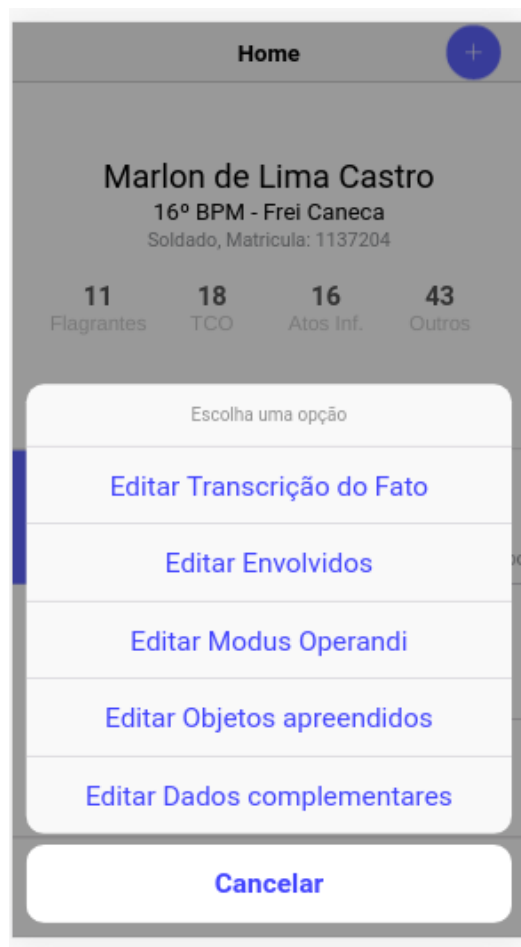 Home
+
Marlon de Lima Castro
16º BPM - Frei Caneca
Soldado, Matricula: 1137204
11 18 16 43
Flagrantes TCO Atos Inf. Outros
Escolha uma opção
Editar Transcrição do Fato
Editar Envolvidos
Editar Modus Operandi
Editar Objetos apreendidos
Editar Dados complementares
Cancelar